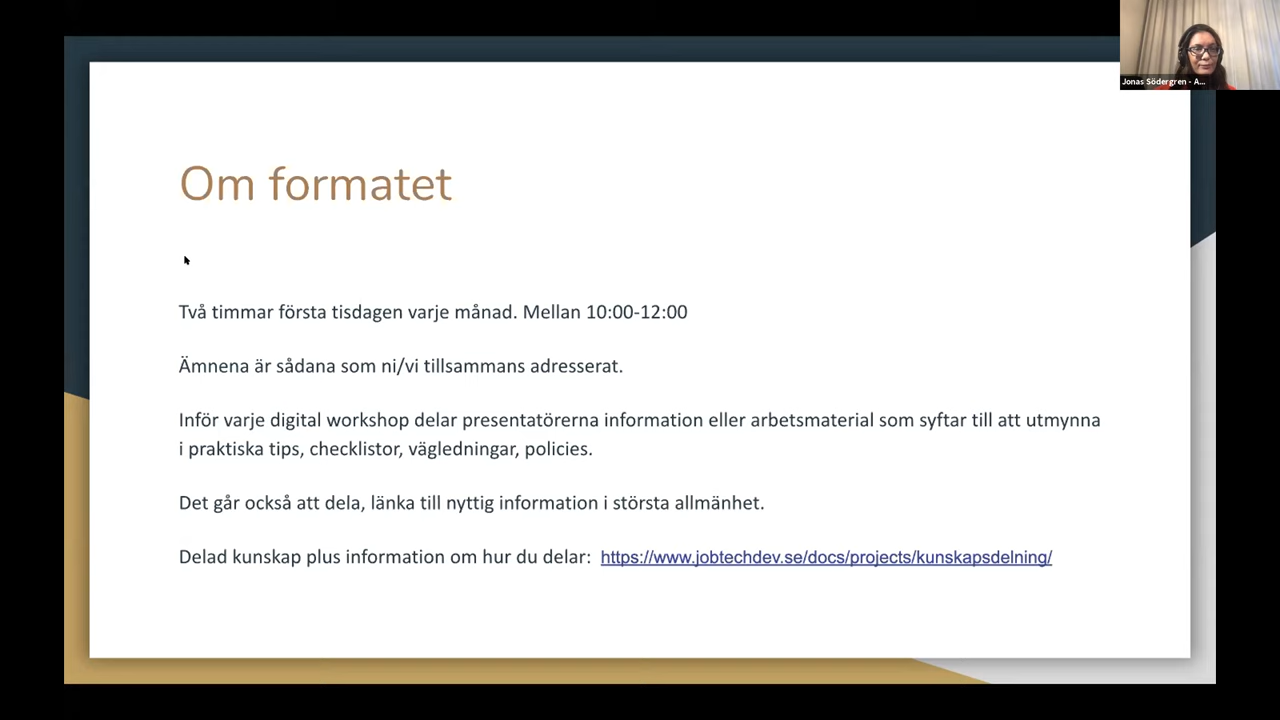 Jonas Södergren - A...
Om formatet
Två timmar första tisdagen varje månad. Mellan 10:00-12:00
Ämnena är sådana som ni/vi tillsammans adresserat.
Inför varje digital workshop delar presentatörerna information eller arbetsmaterial som syftar till att utmynna
i praktiska tips, checklistor, vägledningar, policies.
Det går också att dela, länka till nyttig information i största allmänhet.
Delad kunskap plus information om hur du delar: https://www.jobtechdev.se/docs/projects/kunskapsdelning/